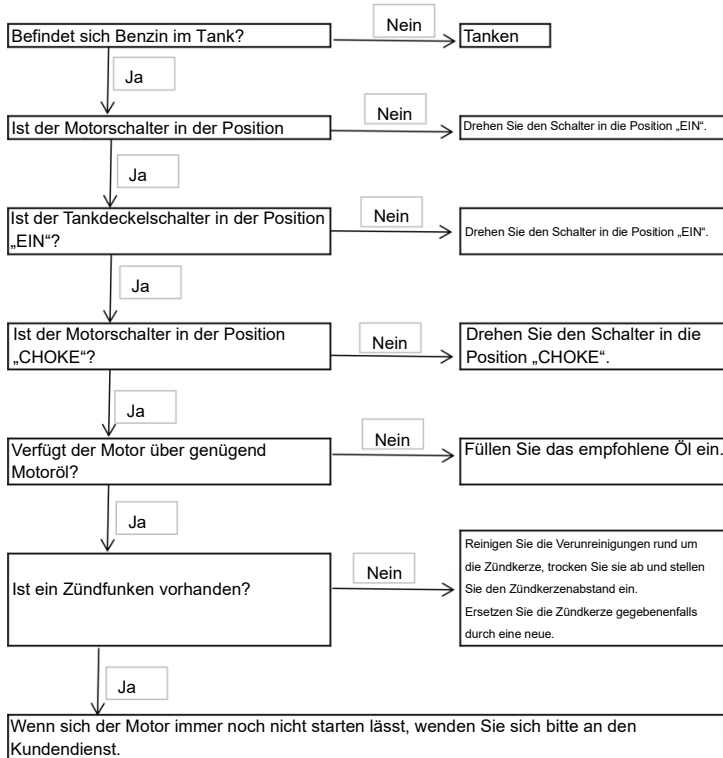 Befindet sich Benzin im Tank?
Nein
Tanken
Ja
Ist der Motorschalter in der Position
Nein
Drehen Sie den Schalter in die Position „EIN“.
Ja
Ist der Tankdeckelschalter in der Position
„EIN“?
Nein
Drehen Sie den Schalter in die Position „EIN“.
Ja
Ist der Motorschalter in der Position
„CHOKE“?
Nein
Drehen Sie den Schalter in die
Position „CHOKE“.
Ja
Verfügt der Motor über genügend
Motoröl?
Nein
Füllen Sie das empfohlene Öl ein.
Ja
Ist ein Zündfunken vorhanden?
Nein
Reinigen Sie die Verunreinigungen rund um
die Zündkerze, trocken Sie sie ab und stellen
Sie den Zündkerzenabstand ein.
Ersetzen Sie die Zündkerze gegebenenfalls
durch eine neue.
Ja
Wenn sich der Motor immer noch nicht starten lässt, wenden Sie sich bitte an den
Kundendienst.